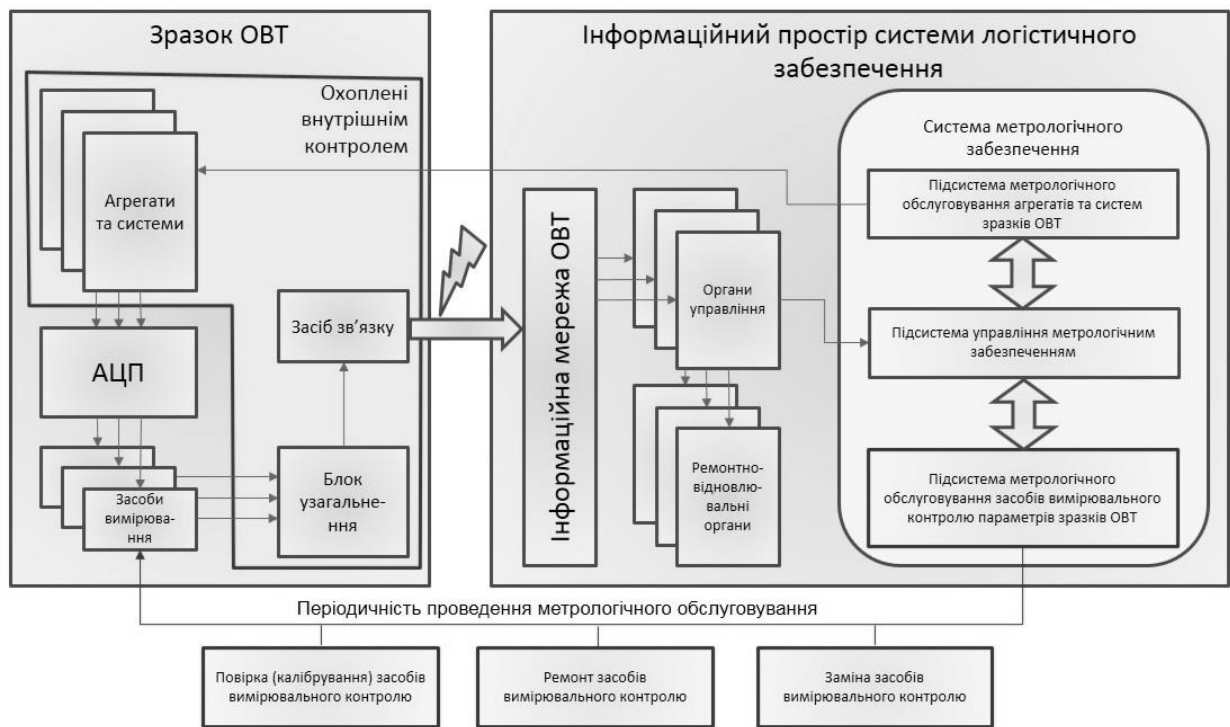 Зразок ОВТ
Охоплені
внутрішнім
контролем
Агрегати
та системи
АЦП
Засоби
вимірюва-
ння
Засіб зв’язку
Блок
узагальне-
ння
Інформаційний простір системи логістичного
забезпечення
Інформаційна мережа ОВТ
Органи
управління
Ремонтно-
відновлю-
вальні
органи
Система метрологічного
забезпечення
Підсистема метрологічного
обслуговування агрегатів та систем
зразків ОВТ
Підсистема управління метрологічним
забезпеченням
Підсистема метрологічного
обслуговування засобів вимірювального
контролю параметрів зразків ОВТ
Періодичність проведення метрологічного обслуговування
Повірка (калібрування) засобів
вимірювального контролю
Ремонт засобів
вимірювального контролю
Заміна засобів
вимірювального контролю